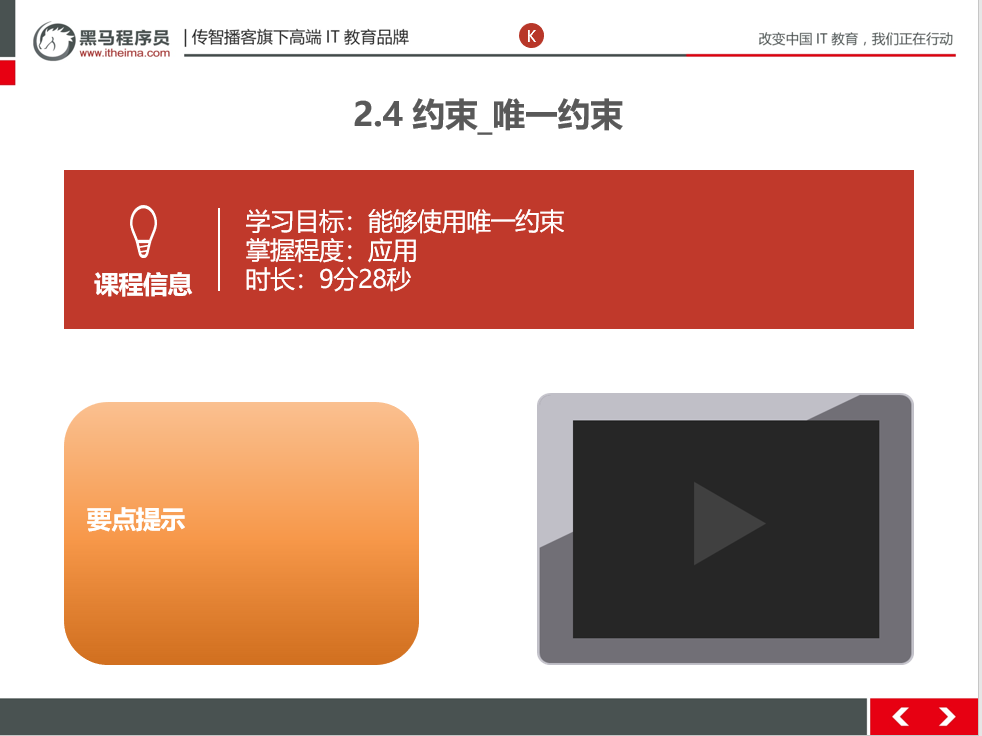 黑马程序员
www.itheima.com
传智播客旗下高端 IT 教育品牌
K
改变中国 IT 教育，我们正在行动
2.4 约束_唯一约束
课程信息
学习目标：能够使用唯一约束
掌握程度：应用
时长：9分28秒
要点提示